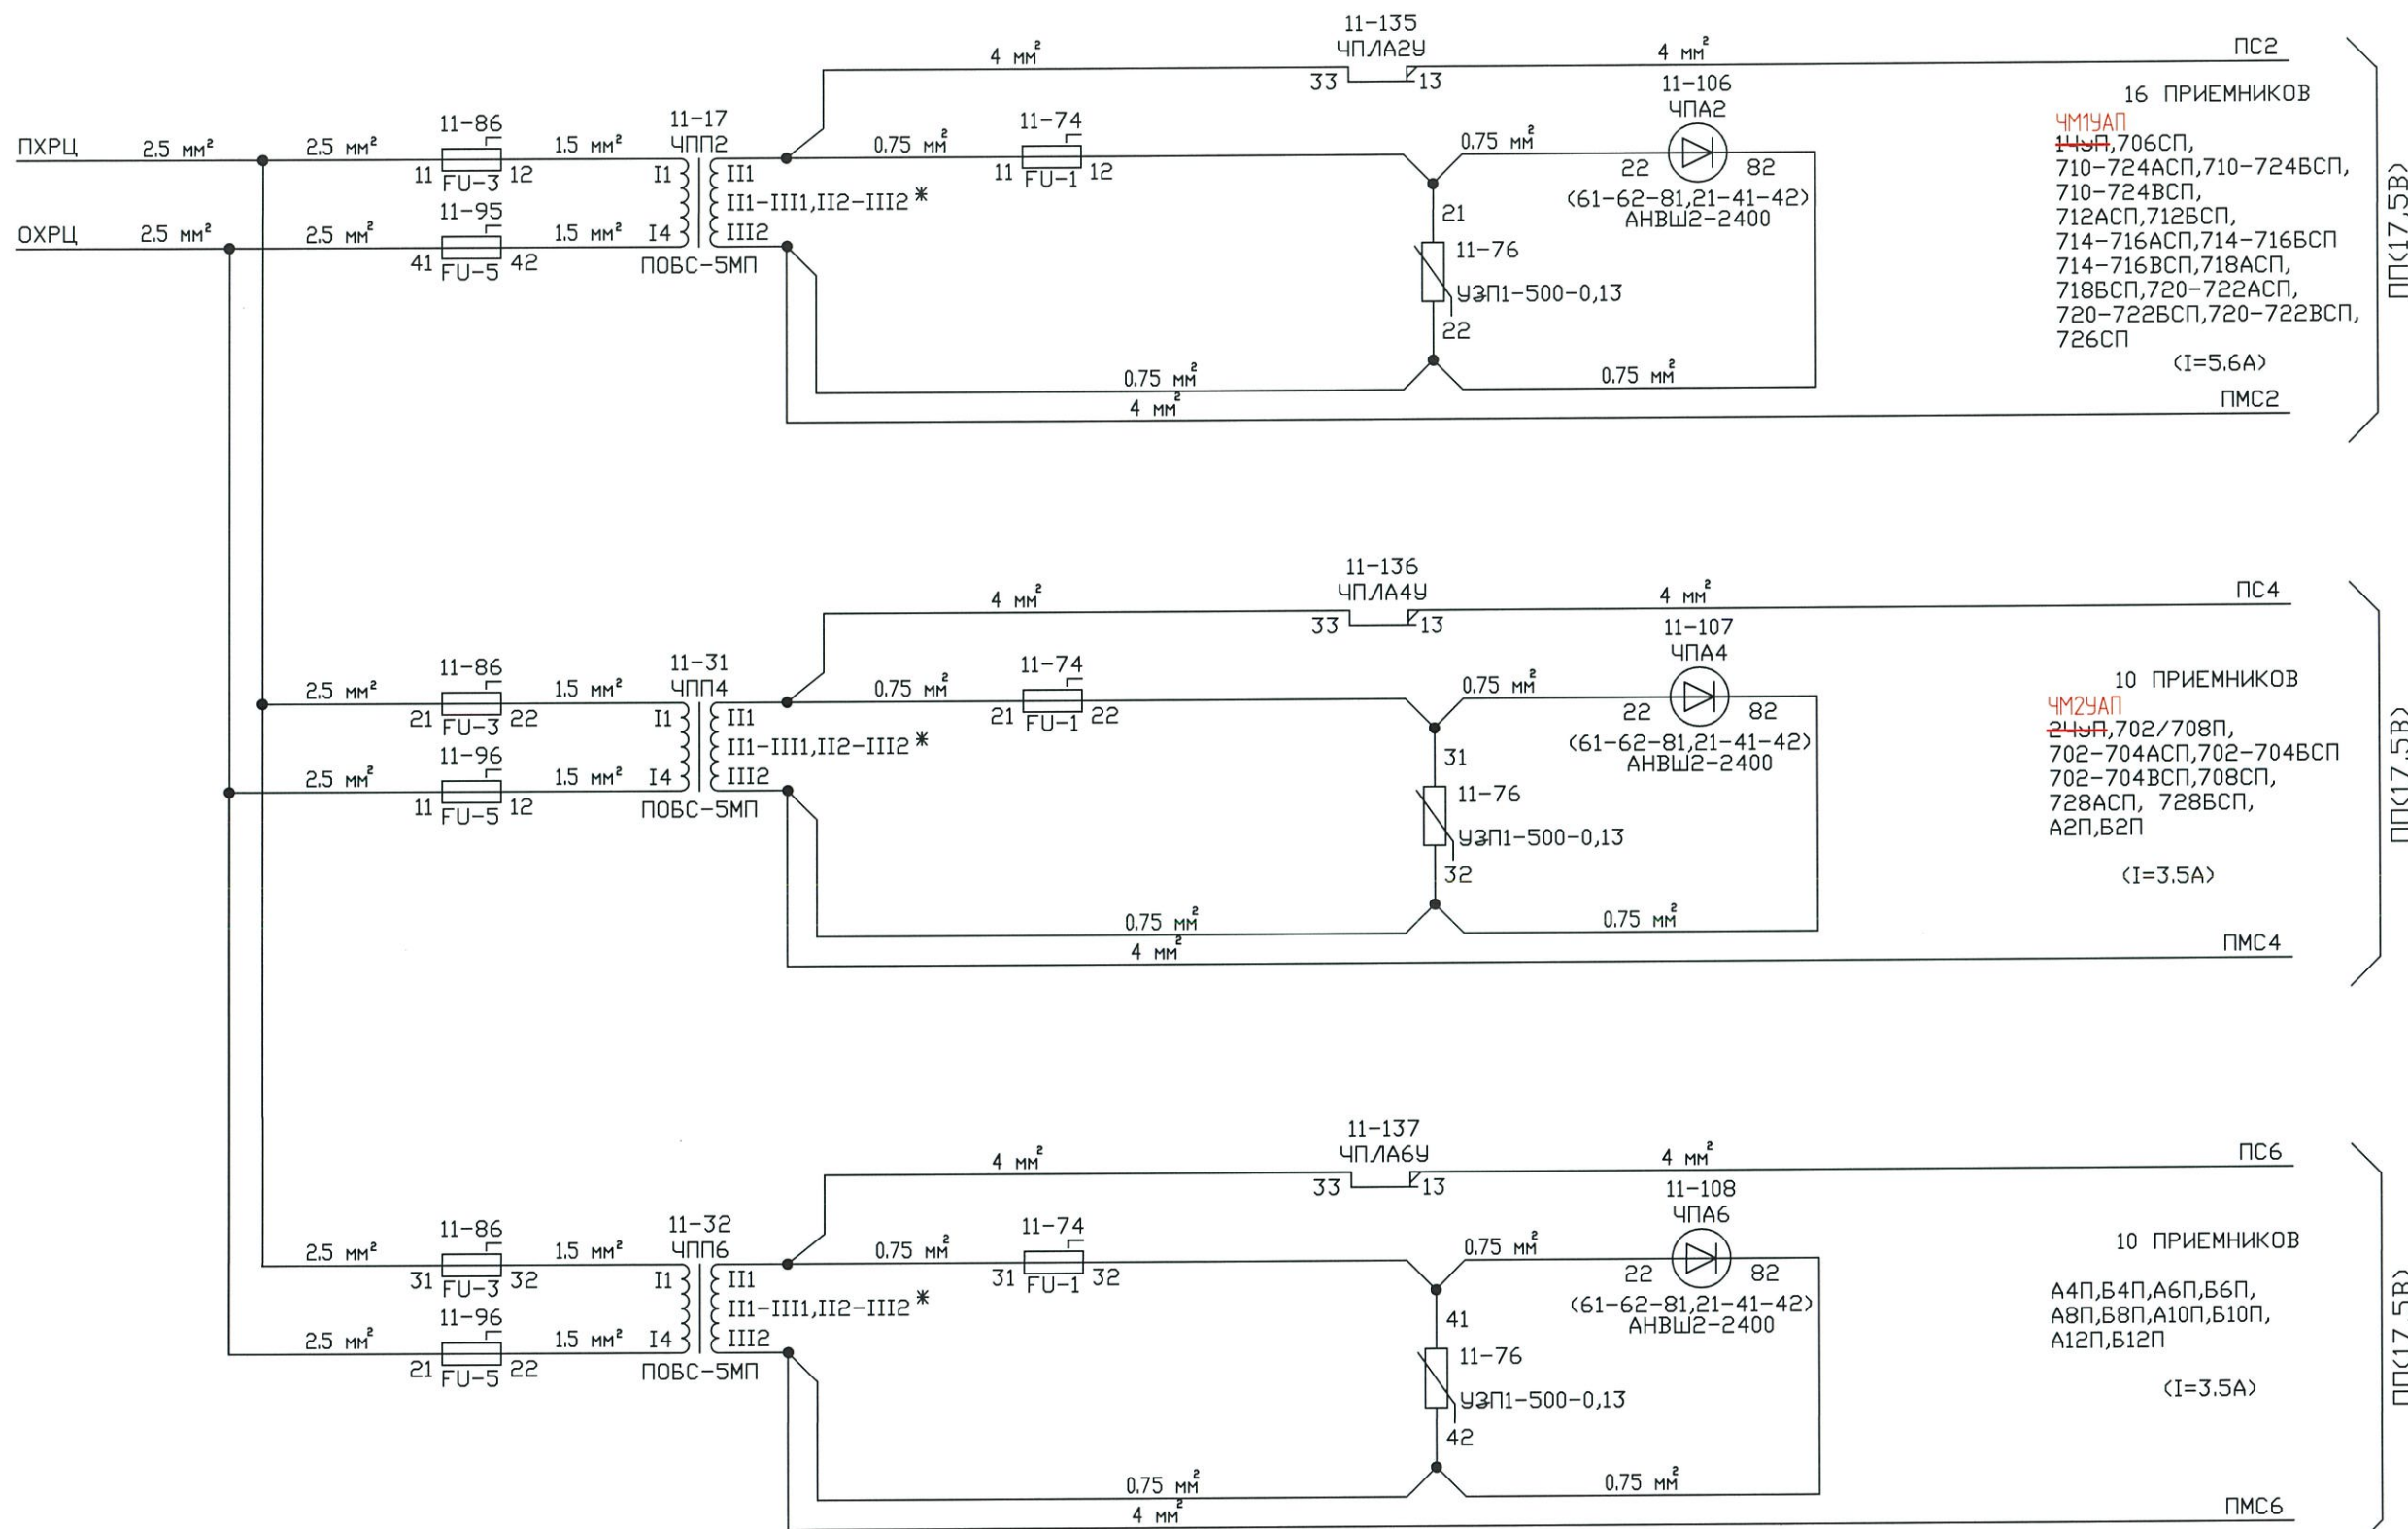 11-135
ЧПЛА2У
4 мм²
33
13
4 мм²
ПС2
11-106
ЧПА2
ПХРЦ
2.5 мм²
2.5 мм²
11-86
11
FU-3
12
1.5 мм²
11-17
ЧПП2
I1
II1
II1-III1,II2-III2*
III2
I4
ПОБС-5МП
0.75 мм²
11-74
11
FU-1
12
0.75 мм²
22
82
(61-62-81,21-41-42)
АНВШ2-2400
ОХРЦ
2.5 мм²
2.5 мм²
11-95
41
FU-5
42
1.5 мм²
21
11-76
УЗП1-500-0,13
22
0.75 мм²
0.75 мм²
4 мм²
ПМС2
16 ПРИЕМНИКОВ
ЧМ1УАП
1ЧУП,706СП,
710-724АСП,710-724БСП,
710-724ВСП,
712АСП,712БСП,
714-716АСП,714-716БСП
714-716ВСП,718АСП,
718БСП,720-722АСП,
720-722БСП,720-722ВСП,
726СП
(I=5.6А)
ПП(17,5В)
11-136
ЧПЛА4У
4 мм²
33
13
4 мм²
ПС4
11-107
ЧПА4
2.5 мм²
11-86
21
FU-3
22
1.5 мм²
11-31
ЧПП4
I1
II1
II1-III1,II2-III2*
III2
I4
ПОБС-5МП
0.75 мм²
11-74
21
FU-1
22
0.75 мм²
22
82
(61-62-81,21-41-42)
АНВШ2-2400
2.5 мм²
11-96
11
FU-5
12
1.5 мм²
31
11-76
УЗП1-500-0,13
32
0.75 мм²
0.75 мм²
4 мм²
ПМС4
10 ПРИЕМНИКОВ
ЧМ2УАП
2ЧУП,702/708П,
702-704АСП,702-704БСП
702-704ВСП,708СП,
728АСП, 728БСП,
А2П,Б2П
(I=3.5А)
ПП(17,5В)
11-137
ЧПЛА6У
4 мм²
33
13
4 мм²
ПС6
11-108
ЧПА6
2.5 мм²
11-86
31
FU-3
32
1.5 мм²
11-32
ЧПП6
I1
II1
II1-III1,II2-III2*
III2
I4
ПОБС-5МП
0.75 мм²
11-74
31
FU-1
32
0.75 мм²
22
82
(61-62-81,21-41-42)
АНВШ2-2400
2.5 мм²
11-96
21
FU-5
22
1.5 мм²
41
11-76
УЗП1-500-0,13
42
0.75 мм²
0.75 мм²
4 мм²
ПМС6
10 ПРИЕМНИКОВ
А4П,Б4П,А6П,Б6П,
А8П,Б8П,А10П,Б10П,
А12П,Б12П
(I=3.5А)
ПП(17,5В)